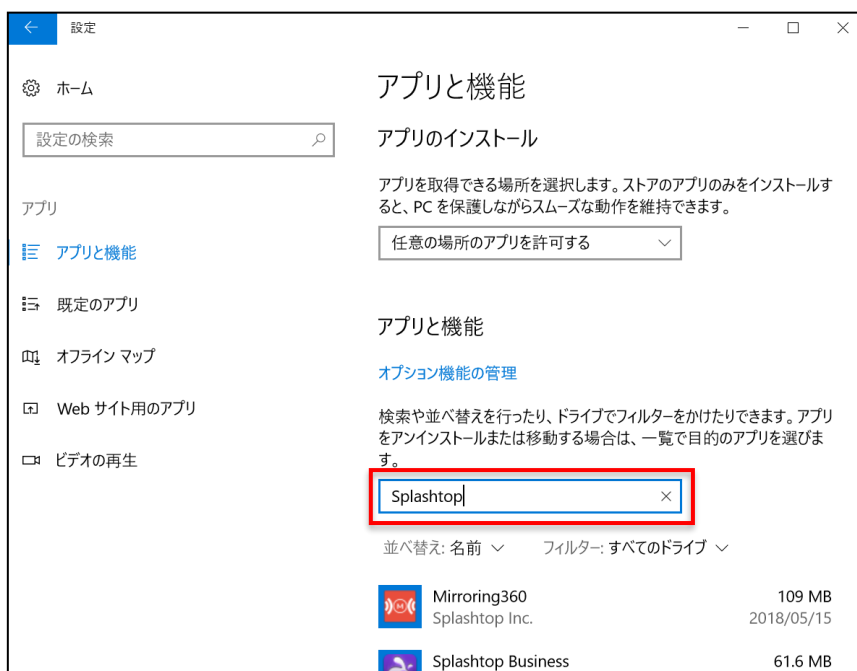 設定
ホーム
設定の検索
アプリ
アプリと機能
既定のアプリ
オフライン マップ
Web サイト用のアプリ
ビデオの再生
アプリと機能
アプリのインストール
アプリを取得できる場所を選択します。ストアのアプリのみをインストールす
ると、PC を保護しながらスムーズな動作を維持できます。
任意の場所のアプリを許可する
アプリと機能
オプション機能の管理
検索や並べ替えを行ったり、ドライブでフィルターをかけたりできます。アプリ
をアンインストールまたは移動する場合は、一覧で目的のアプリを選びま
す。
Splashtop
並べ替え: 名前 フィルター: すべてのドライブ
Mirroring360 109 MB
Splashtop Inc. 2018/05/15
Splashtop Business 61.6 MB